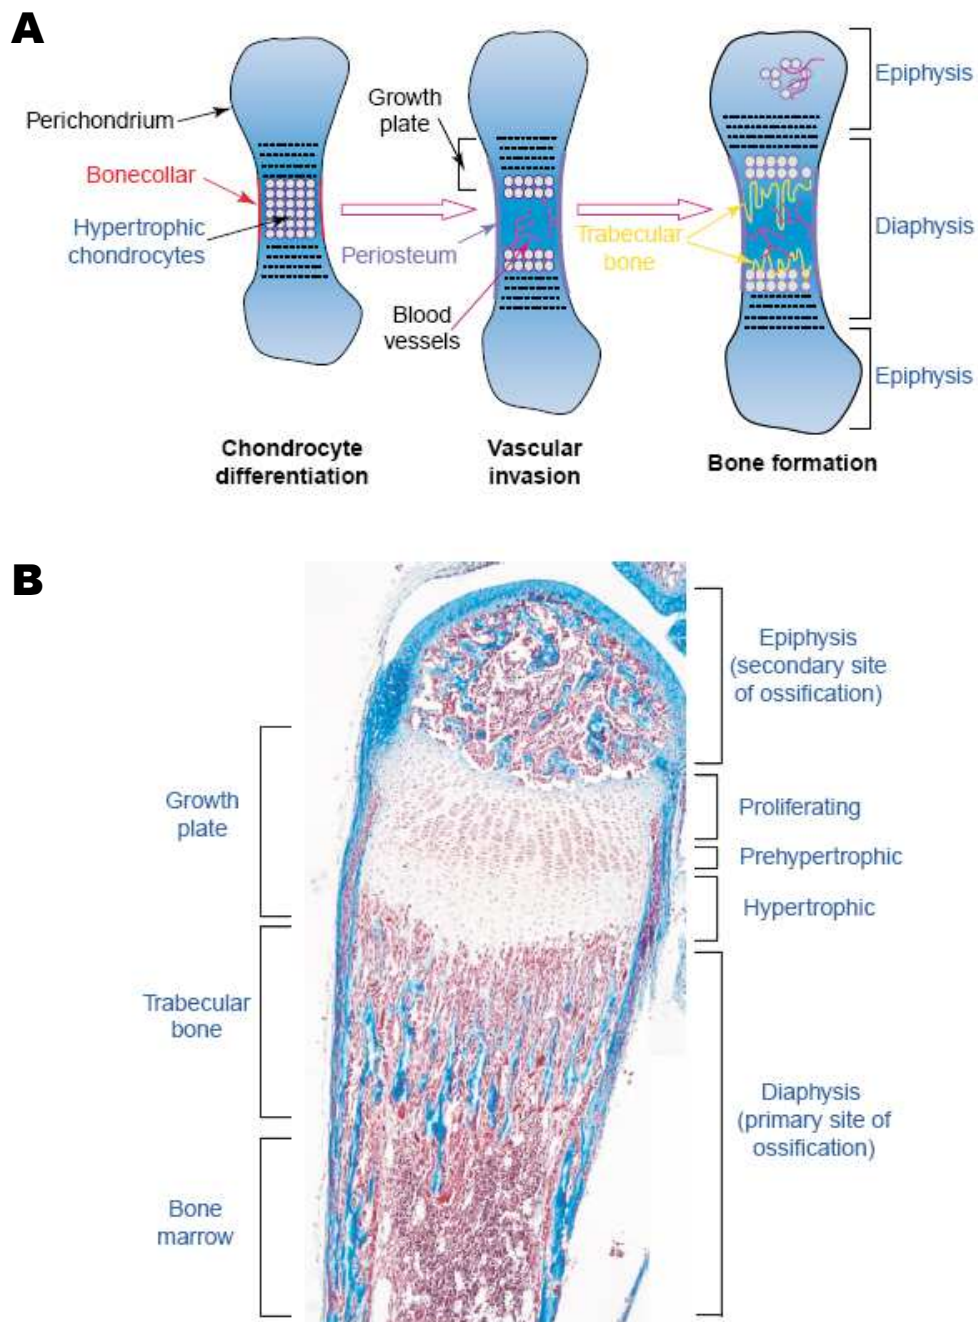 A
Perichondrium
Bonecollar
Hypertrophic
chondrocytes
Growth
plate
Periosteum
Blood
vessels
Trabecular
bone
Epiphysis
Diaphysis
Epiphysis
Chondrocyte
differentiation
Vascular
invasion
Bone formation
B
Growth
plate
Trabecular
bone
Bone
marrow
Epiphysis
(secondary site
of ossification)
Proliferating
Prehypertrophic
Hypertrophic
Diaphysis
(primary site of
ossification)